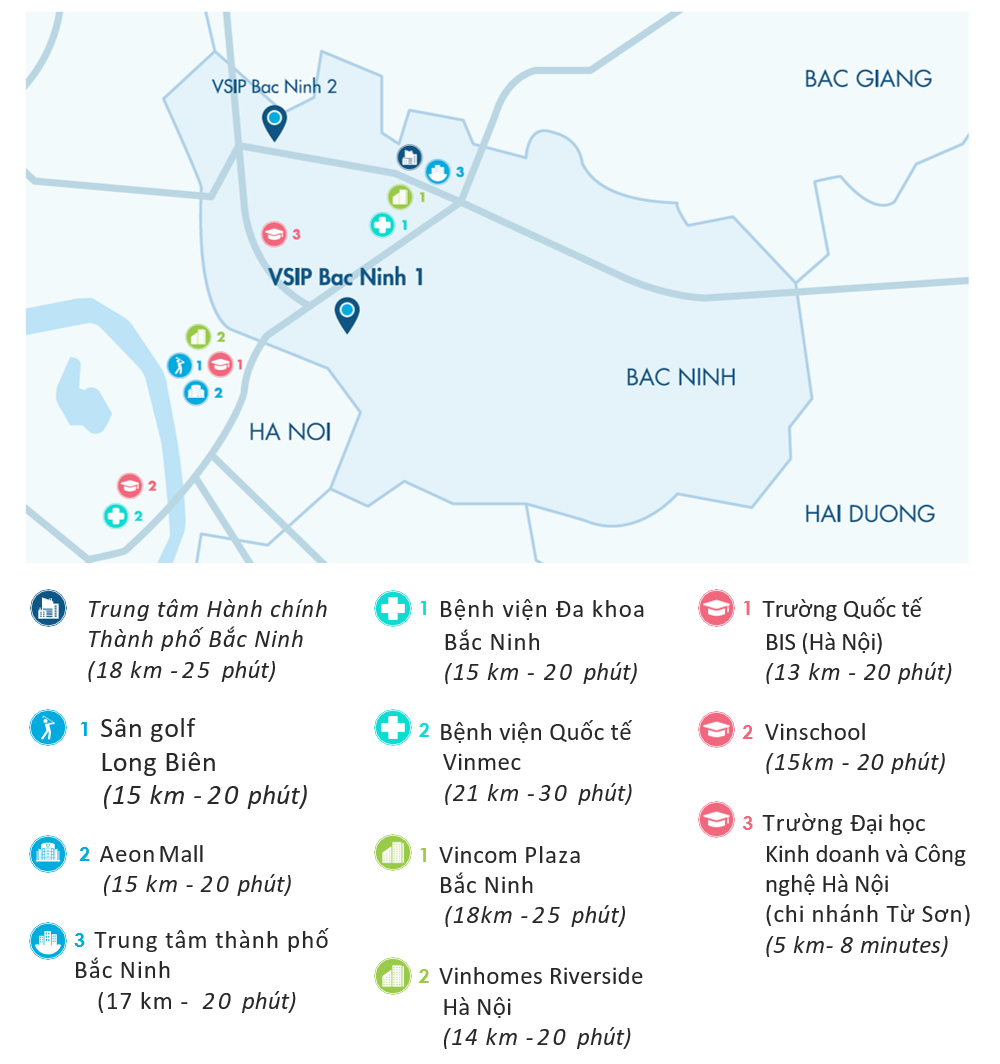 VSIP Bac Ninh 2
BAC GIANG
3
1
1
3
VSIP Bac Ninh 1
2
1
1
2
BAC NINH
HA NOI
2
2
HAI DUONG
Trung tâm Hành chính
Thành phố Bắc Ninh
(18 km - 25 phút)
1 Sân golf
Long Biên
(15 km - 20 phút)
2 Aeon Mall
(15 km - 20 phút)
3 Trung tâm thành phố
Bắc Ninh
(17 km - 20 phút)
1 Bệnh viện Đa khoa
Bắc Ninh
(15 km - 20 phút)
2 Bệnh viện Quốc tế
Vinmec
(21 km - 30 phút)
1 Vincom Plaza
Bắc Ninh
(18km - 25 phút)
2 Vinhomes Riverside
Hà Nội
(14 km - 20 phút)
1 Trường Quốc tế
BIS (Hà Nội)
(13 km - 20 phút)
2 Vinschool
(15km - 20 phút)
3 Trường Đại học
Kinh doanh và Công
nghệ Hà Nội
(chi nhánh Từ Sơn)
(5 km- 8 minutes)